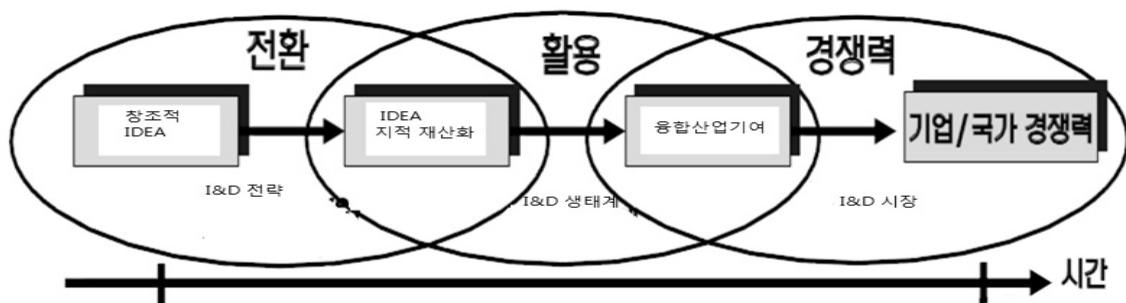 전환
활용
경쟁력
창조적
IDEA
IDEA
지적 재산화
융합산업기여
기업/국가 경쟁력
I&D 전략
I&D 생태계
I&D 시장
시간